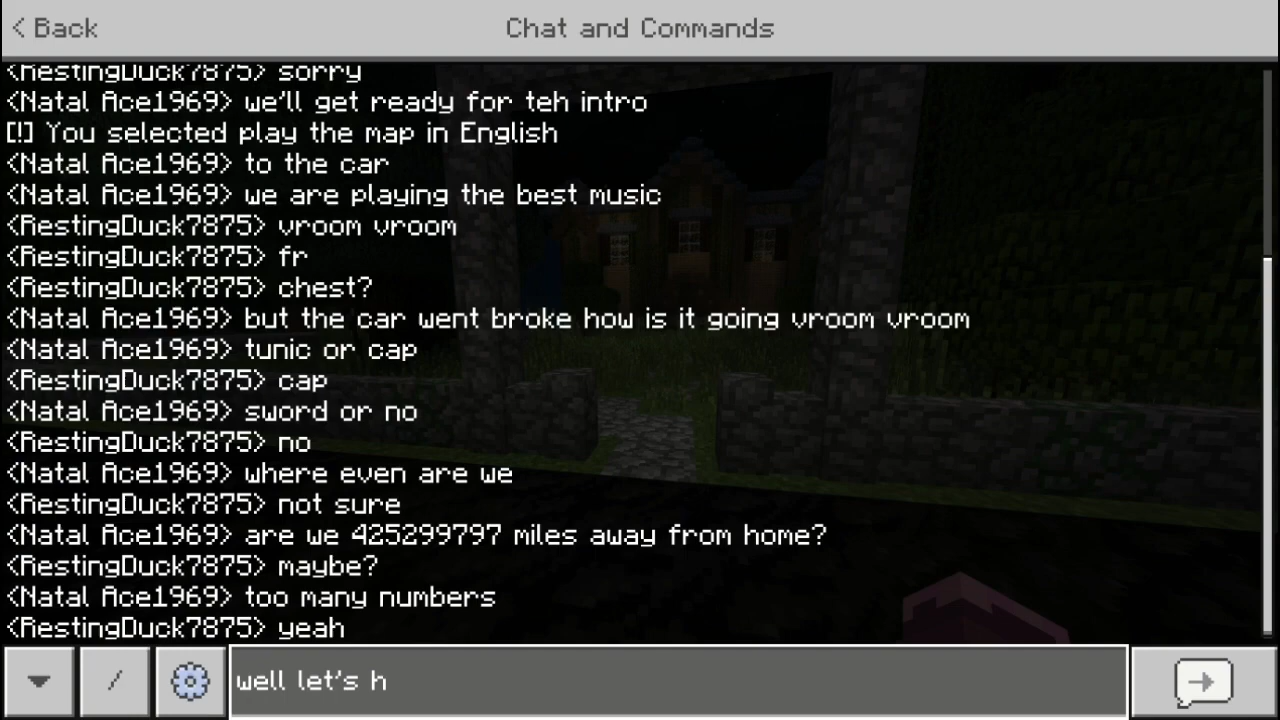 < Back
Chat and Commands
<RestingDuck7875> sorry
<Natal Ace1969> we'll get ready for teh intro
[!] You selected play the map in English
<Natal Ace1969> to the car
<Natal Ace1969> we are playing the best music
<RestingDuck7875> vroom vroom
<RestingDuck7875> fr
<RestingDuck7875> chest?
<Natal Ace1969> but the car went broke how is it going vroom vroom
<Natal Ace1969> tunic or cap
<RestingDuck7875> cap
<Natal Ace1969> sword or no
<RestingDuck7875> no
<Natal Ace1969> where even are we
<RestingDuck7875> not sure
<Natal Ace1969> are we 425299797 miles away from home?
<RestingDuck7875> maybe?
<Natal Ace1969> too many numbers
<RestingDuck7875> yeah
/
well let's h